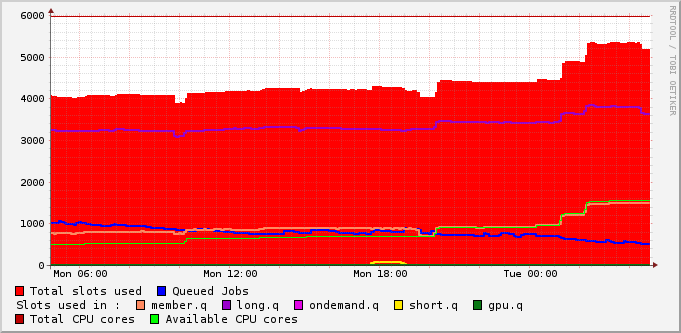 6000
5000
4000
3000
2000
1000
0
Mon 06:00 Mon 12:00 Mon 18:00 Tue 00:00
RRDTOOL / TOBI OETIKER
Total slots used Queued Jobs
Slots used in : member.q long.q ondemand.q short.q gpu.q
Total CPU cores Available CPU cores